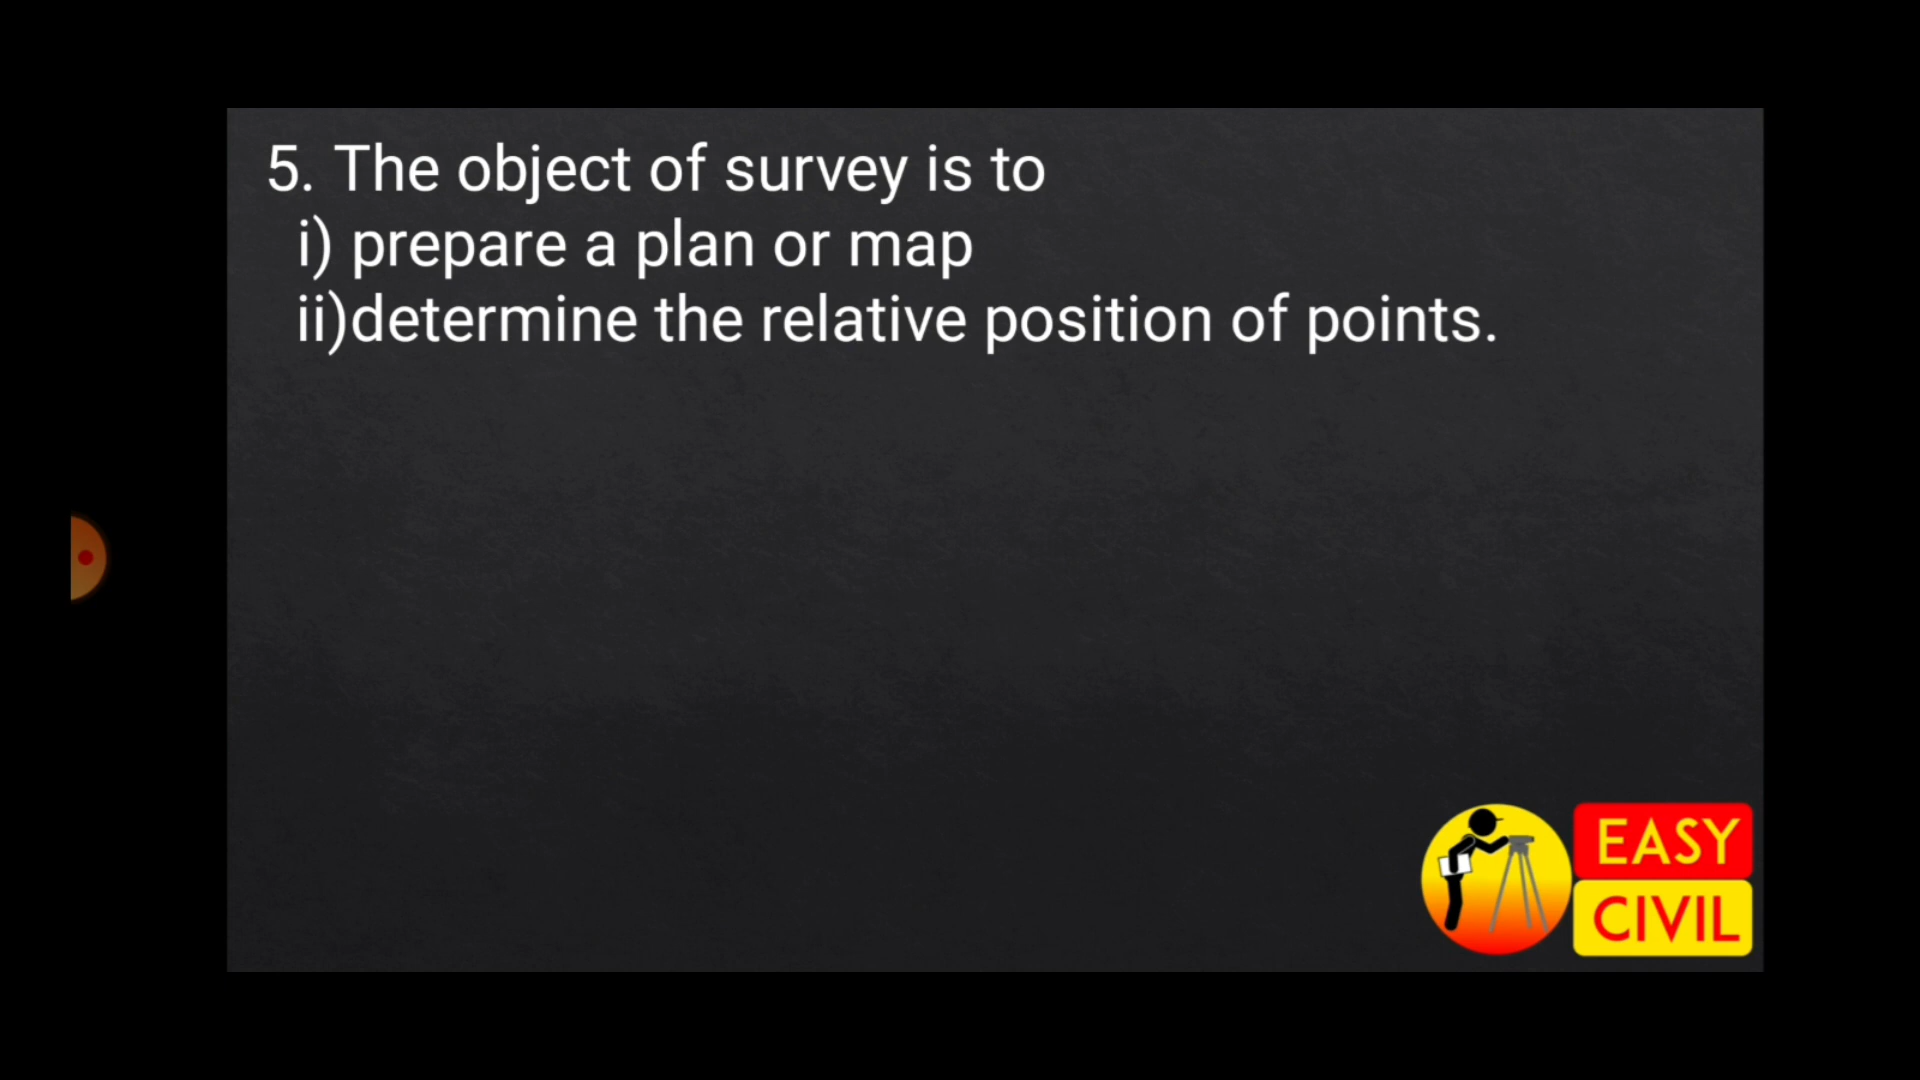 5. The object of survey is to
i) prepare a plan or map
ii)determine the relative position of points.
EASY
CIVIL